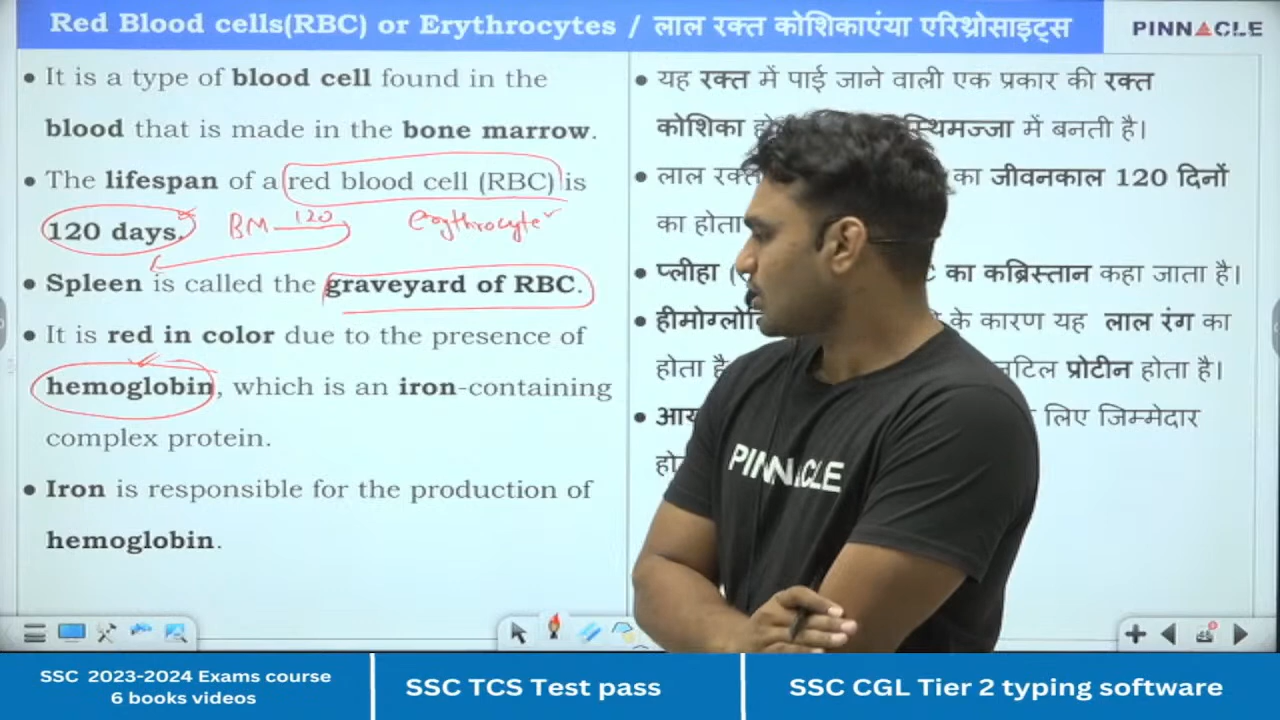 Red Blood cells(RBC) or Erythrocytes / लाल रक्त कोशिकाएंया एरिथ्रोसाइट्स
PINNACLE
• It is a type of blood cell found in the
blood that is made in the bone marrow.
• The lifespan of a red blood cell (RBC) is
120 days.
BM 120
erythrocyte
• Spleen is called the graveyard of RBC.
• It is red in color due to the presence of
hemoglobin, which is an iron-containing
complex protein.
• Iron is responsible for the production of
hemoglobin.
• यह रक्त में पाई जाने वाली एक प्रकार की रक्त
कोशिका में बनती है।
• लाल का जीवनकाल 120 दिनों
का होता
• प्लीहा ( का कब्रिस्तान कहा जाता है।
• के कारण यह लाल रंग का
होता प्रोटीन होता है।
• लिए जिम्मेदार
PINNACLE
SSC 2023-2024 Exams course
6 books videos
SSC TCS Test pass
SSC CGL Tier 2 typing software